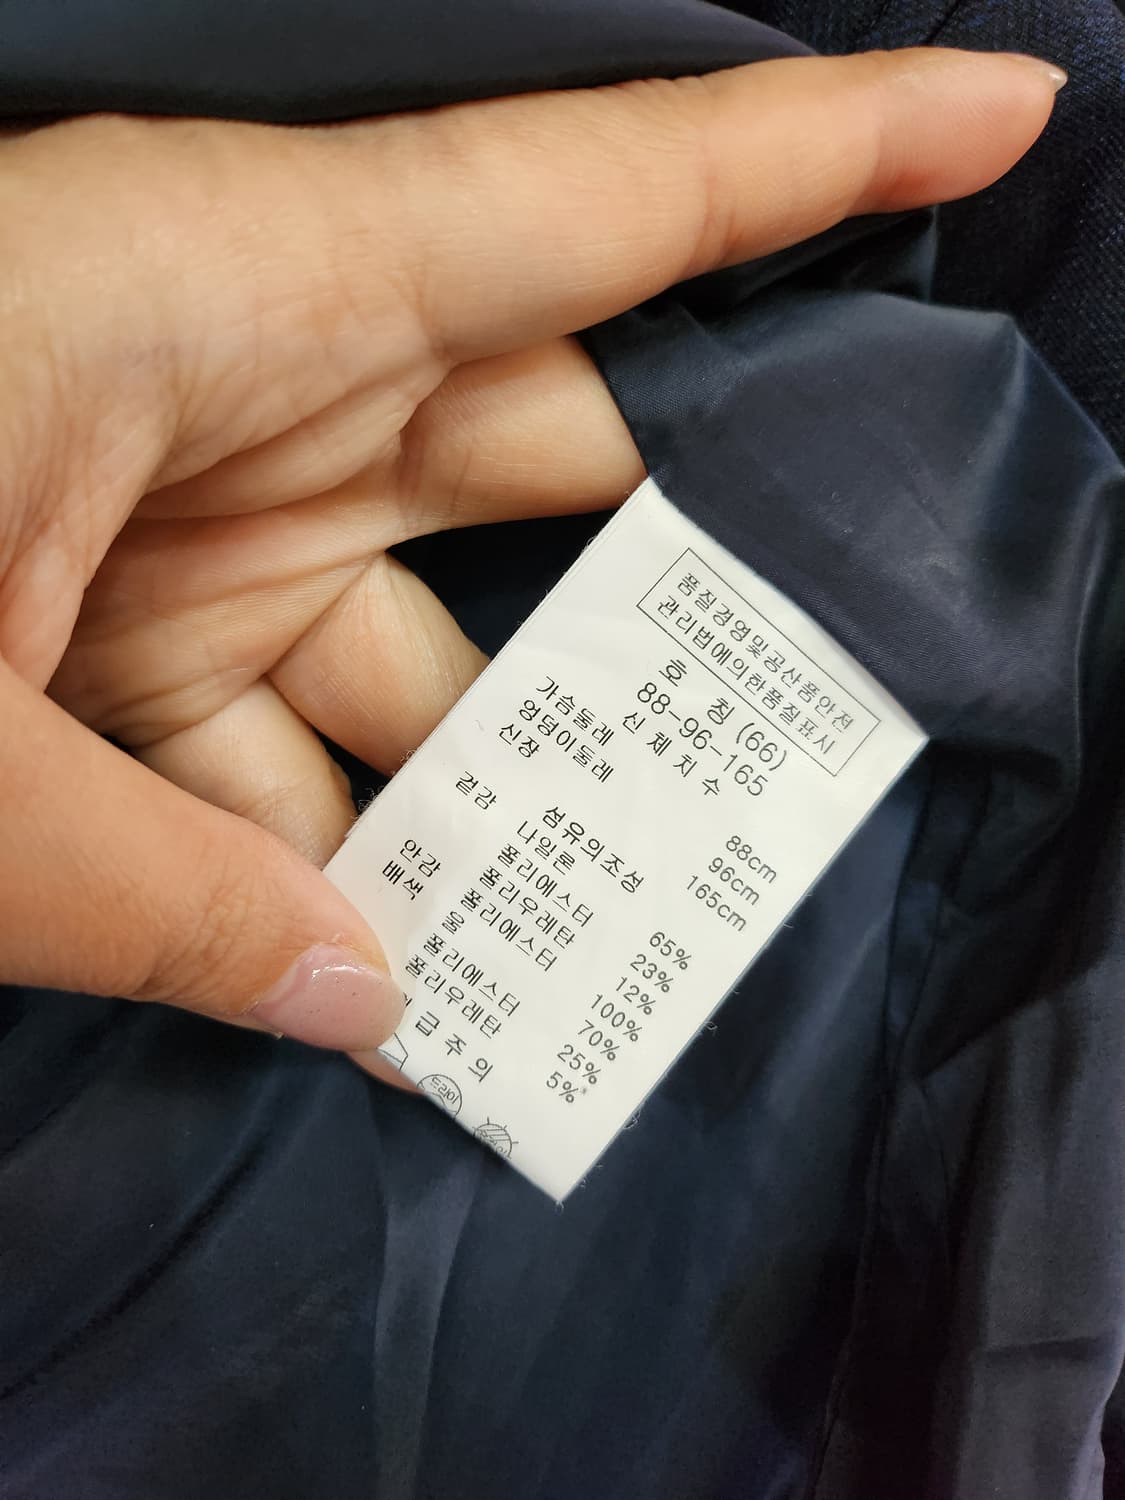 품질경영및공산품안전
관리법에의한품질표시
호 칭 (66)
88-96-165
신 체 치 수
가슴둘레 88cm
엉덩이둘레 96cm
신장 165cm
섬유의조성
겉감 나일론 65%
폴리에스터 23%
폴리우레탄 12%
안감 폴리에스터 100%
배색 울 70%
폴리에스터 25%
폴리우레탄 5%
급 주 의
드라이